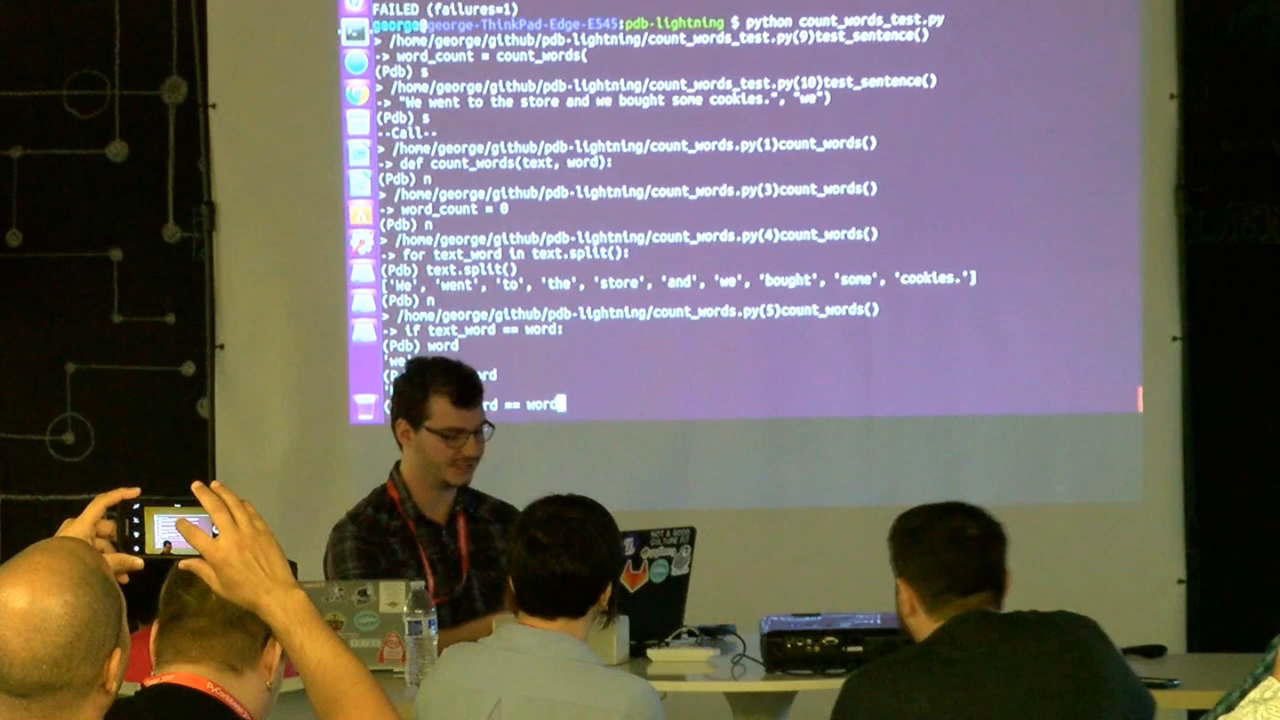 FAILED (failures=1)
george@george-ThinkPad-Edge-E545:pdb-lightning $ python count_words_test.py
> /home/george/github/pdb-lightning/count_words_test.py(9)test_sentence()
-> word_count = count_words(
(Pdb) s
> /home/george/github/pdb-lightning/count_words_test.py(10)test_sentence()
-> "We went to the store and we bought some cookies.", "we")
(Pdb) s
--Call--
> /home/george/github/pdb-lightning/count_words.py(1)count_words()
-> def count_words(text, word):
(Pdb) n
> /home/george/github/pdb-lightning/count_words.py(3)count_words()
-> word_count = 0
(Pdb) n
> /home/george/github/pdb-lightning/count_words.py(4)count_words()
-> for text_word in text.split():
(Pdb) text.split()
['We', 'went', 'to', 'the', 'store', 'and', 'we', 'bought', 'some', 'cookies.']
(Pdb) n
> /home/george/github/pdb-lightning/count_words.py(5)count_words()
-> if text_word == word:
(Pdb) word
'we'
== word
NOT A GOOD
CULTURE FIT